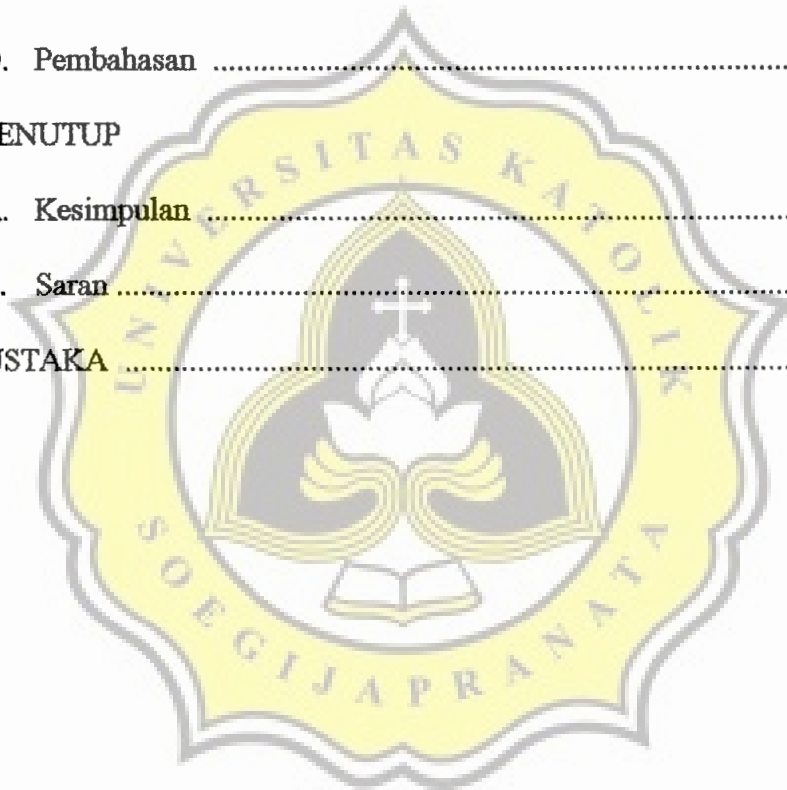 . Pembahasan ................................................................
ENUTUP
. Kesimpulan ................................................................
. Saran ................................................................
USTAKA ................................................................
UNIVERSITAS KATOLIK
SOEGIJAPRANATA